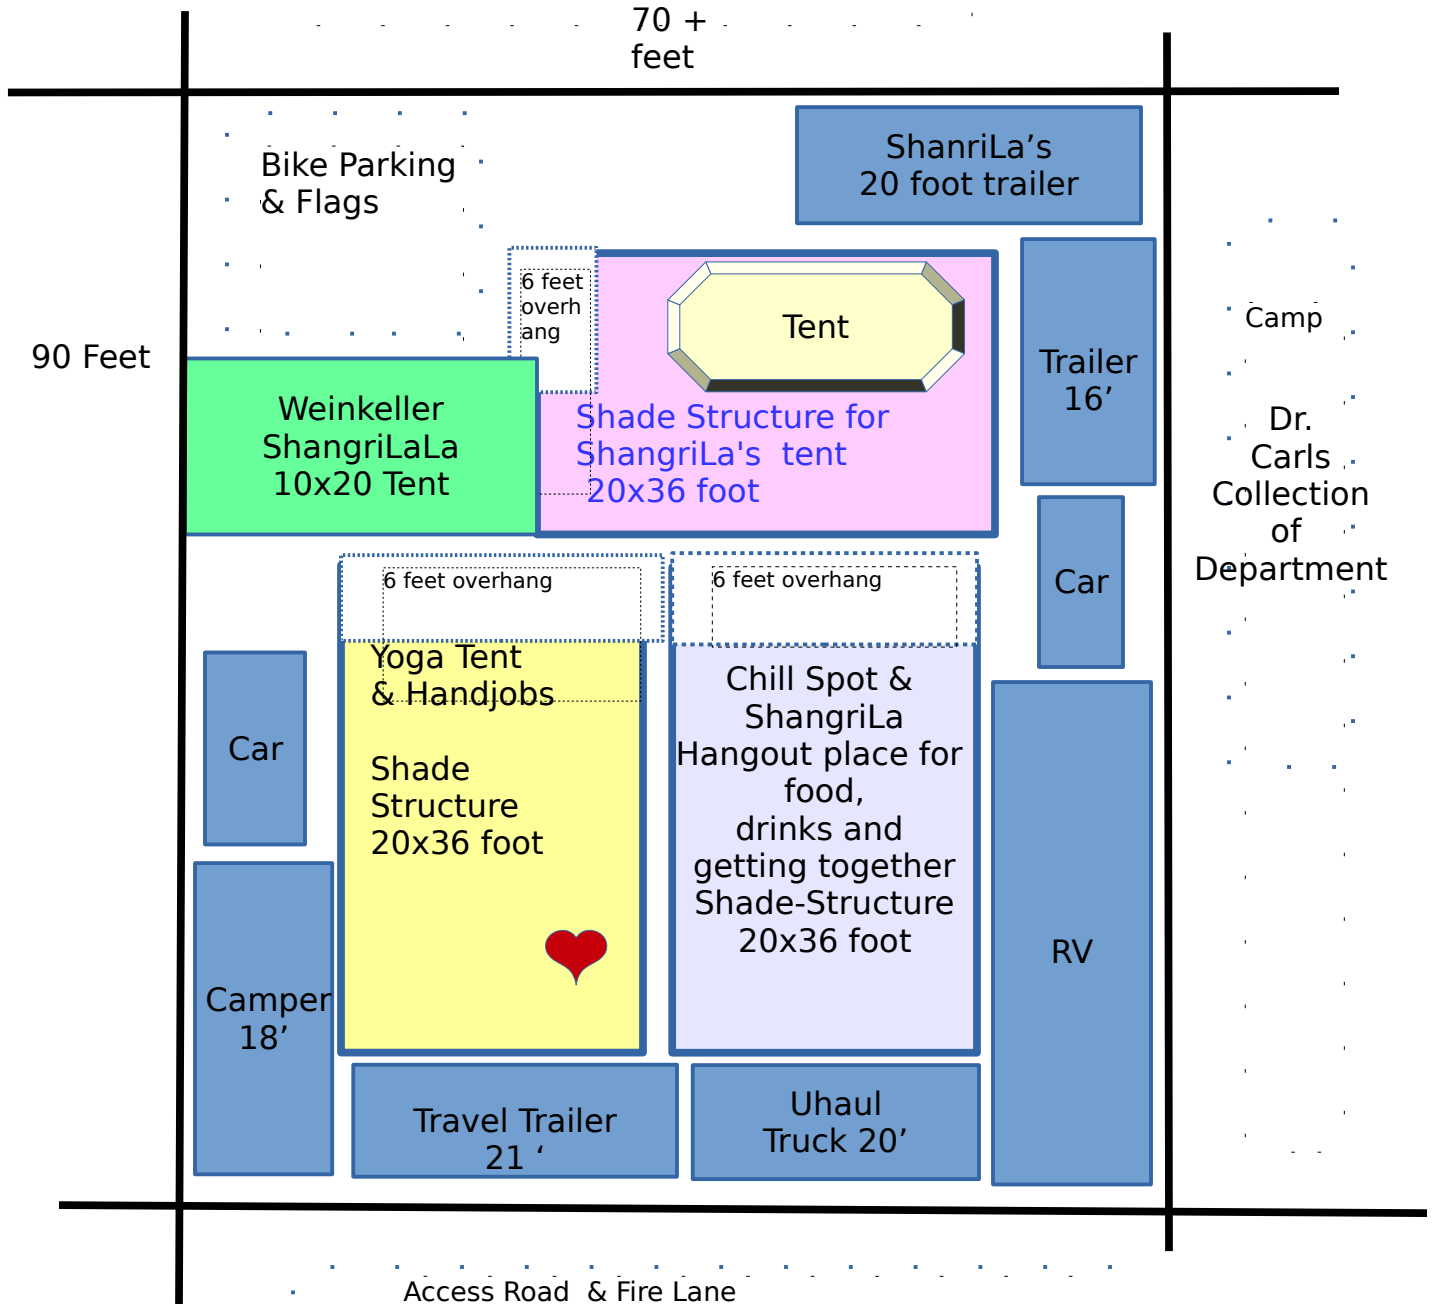 70 +
feet
ShanriLa’s
20 foot trailer
Bike Parking
& Flags
6 feet
overh
ang
Tent
Camp
90 Feet
Trailer
16’
Weinkeller
ShangriLaLa
10x20 Tent
Shade Structure for
ShangriLa's  tent
20x36 foot
Dr.
Carls
Collection
of
Department
6 feet overhang
6 feet overhang
Car
Yoga Tent
& Handjobs
Shade
Structure
20x36 foot
Chill Spot &
ShangriLa
Hangout place for
food,
drinks and
getting together
Shade-Structure
20x36 foot
Car
RV
Camper
18’
Travel Trailer
21 ‘
Uhaul
Truck 20’
Access Road  & Fire Lane